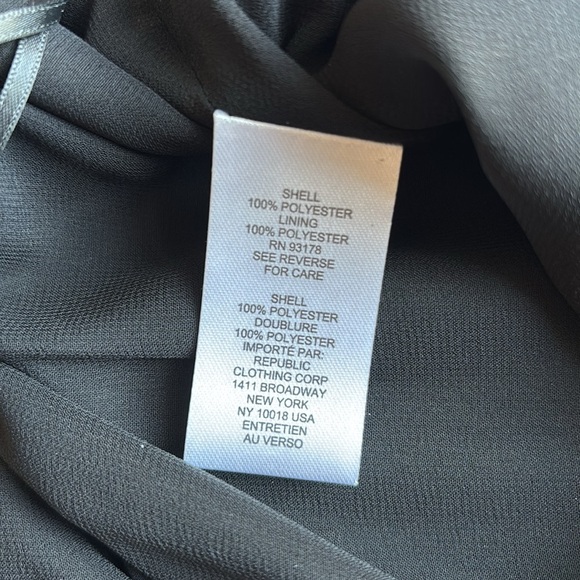 SHELL
100% POLYESTER
LINING
100% POLYESTER
RN 93178
SEE REVERSE
FOR CARE
SHELL
100% POLYESTER
DOUBLURE
100% POLYESTER
IMPORTÉ PAR:
REPUBLIC
CLOTHING CORP
1411 BROADWAY
NEW YORK
NY 10018 USA
ENTRETIEN
AU VERSO